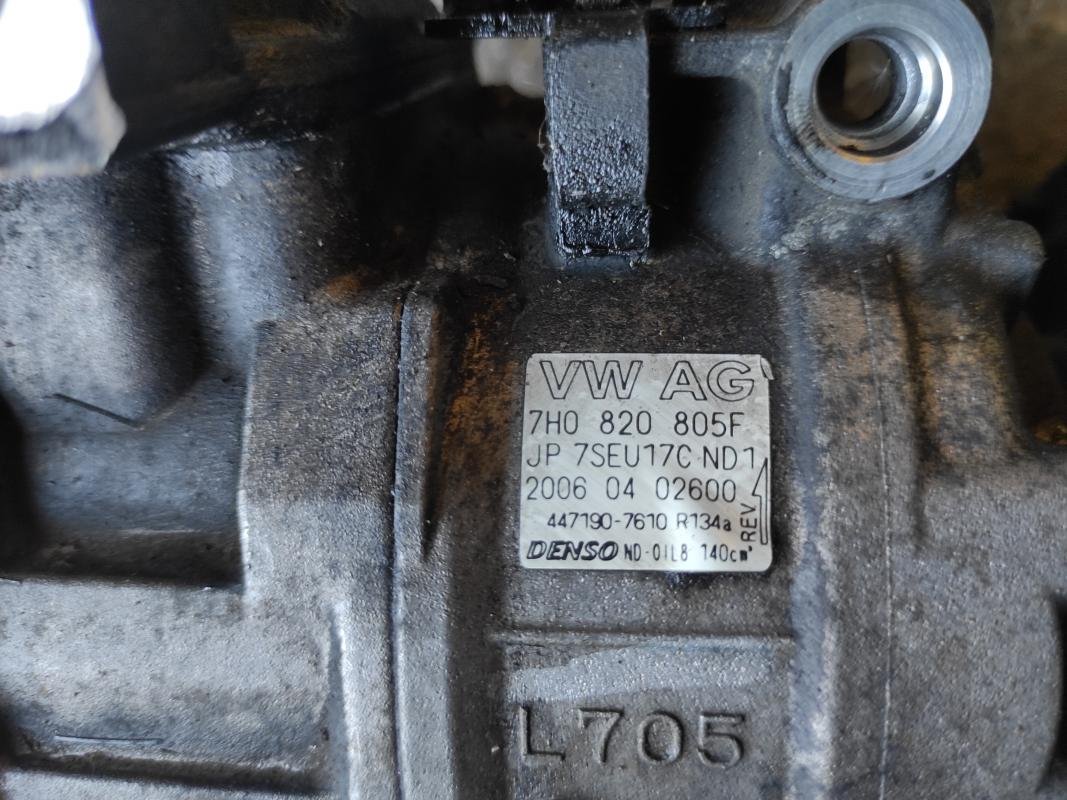 VW AG
7H0 820 805F
JP 7SEU17C ND1
2006 04 02600
447190-7610 R134a
REV
DENSO ND-OIL8 140cm³
L705